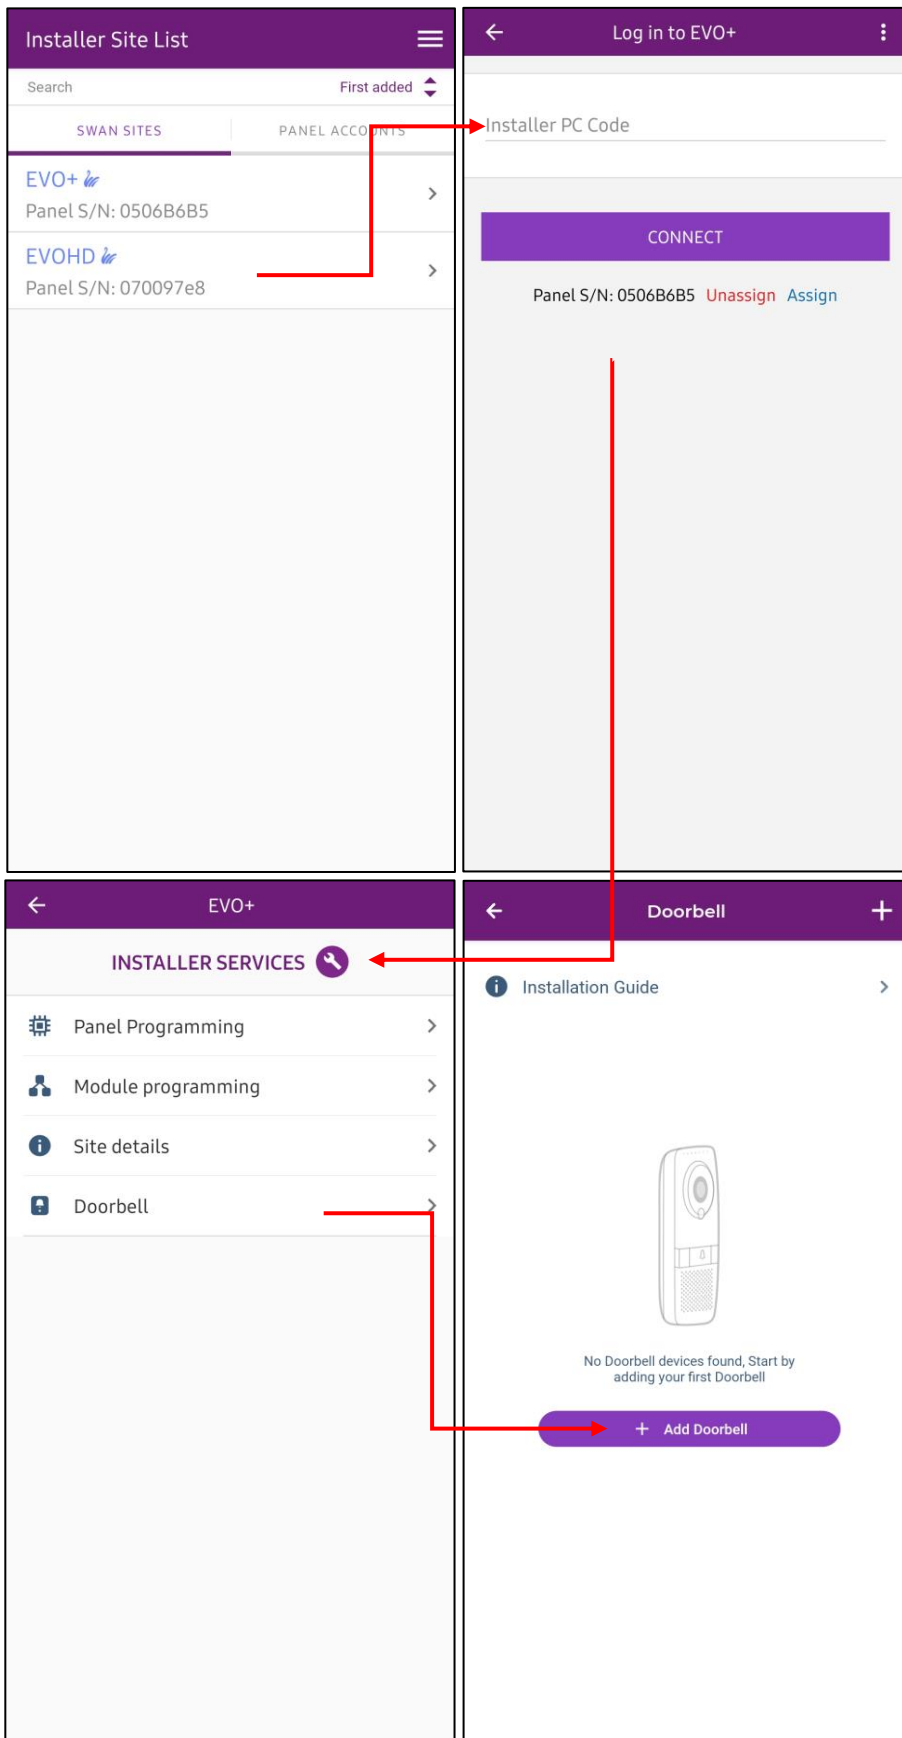 Installer Site List
Search
First added
SWAN SITES
PANEL ACCOUNTS
EVO+
Panel S/N: 0506B6B5
EVOHD
Panel S/N: 070097e8
Log in to EVO+
Installer PC Code
CONNECT
Panel S/N: 0506B6B5 Unassign Assign
EVO+
INSTALLER SERVICES
Panel Programming
Module programming
Site details
Doorbell
Doorbell
Installation Guide
No Doorbell devices found, Start by
adding your first Doorbell
+ Add Doorbell